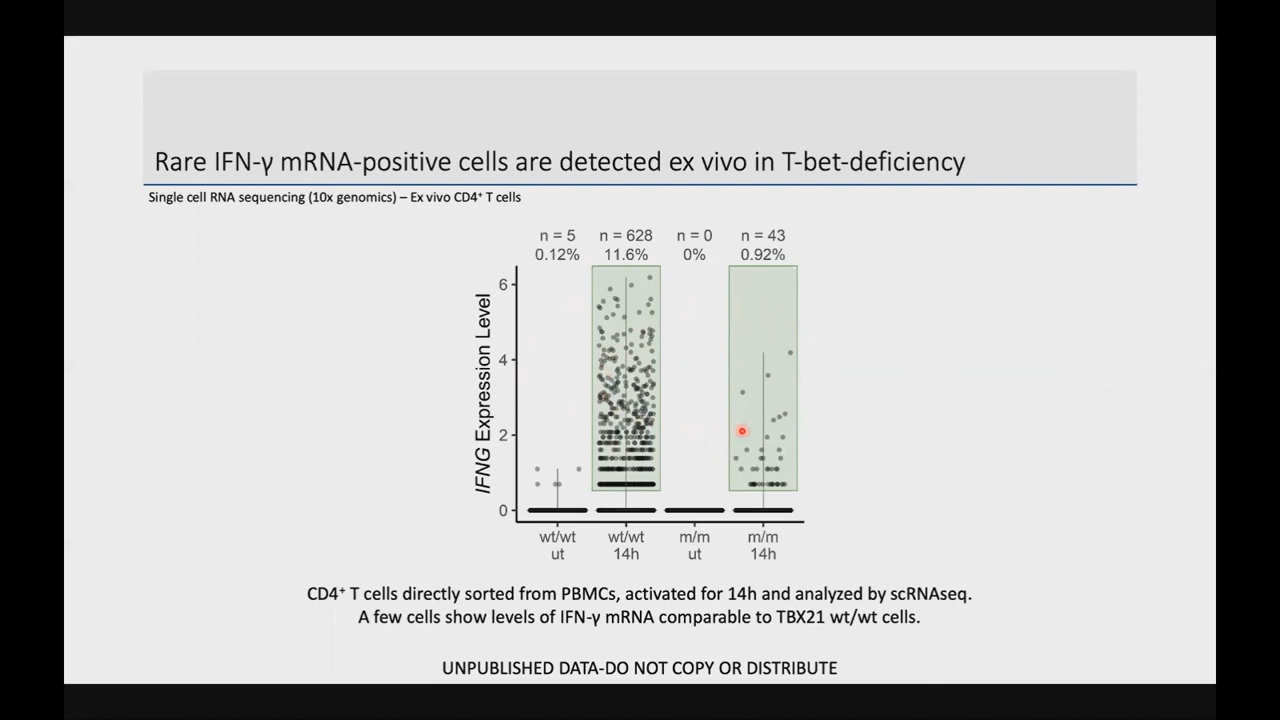 Rare IFN-γ mRNA-positive cells are detected ex vivo in T-bet-deficiency
Single cell RNA sequencing (10x genomics) – Ex vivo CD4⁺ T cells
n = 5 n = 628 n = 0 n = 43
0.12% 11.6% 0% 0.92%
IFNG Expression Level
6
4
2
0
wt/wt wt/wt m/m m/m
ut 14h ut 14h
CD4⁺ T cells directly sorted from PBMCs, activated for 14h and analyzed by scRNAseq.
A few cells show levels of IFN-γ mRNA comparable to TBX21 wt/wt cells.
UNPUBLISHED DATA-DO NOT COPY OR DISTRIBUTE